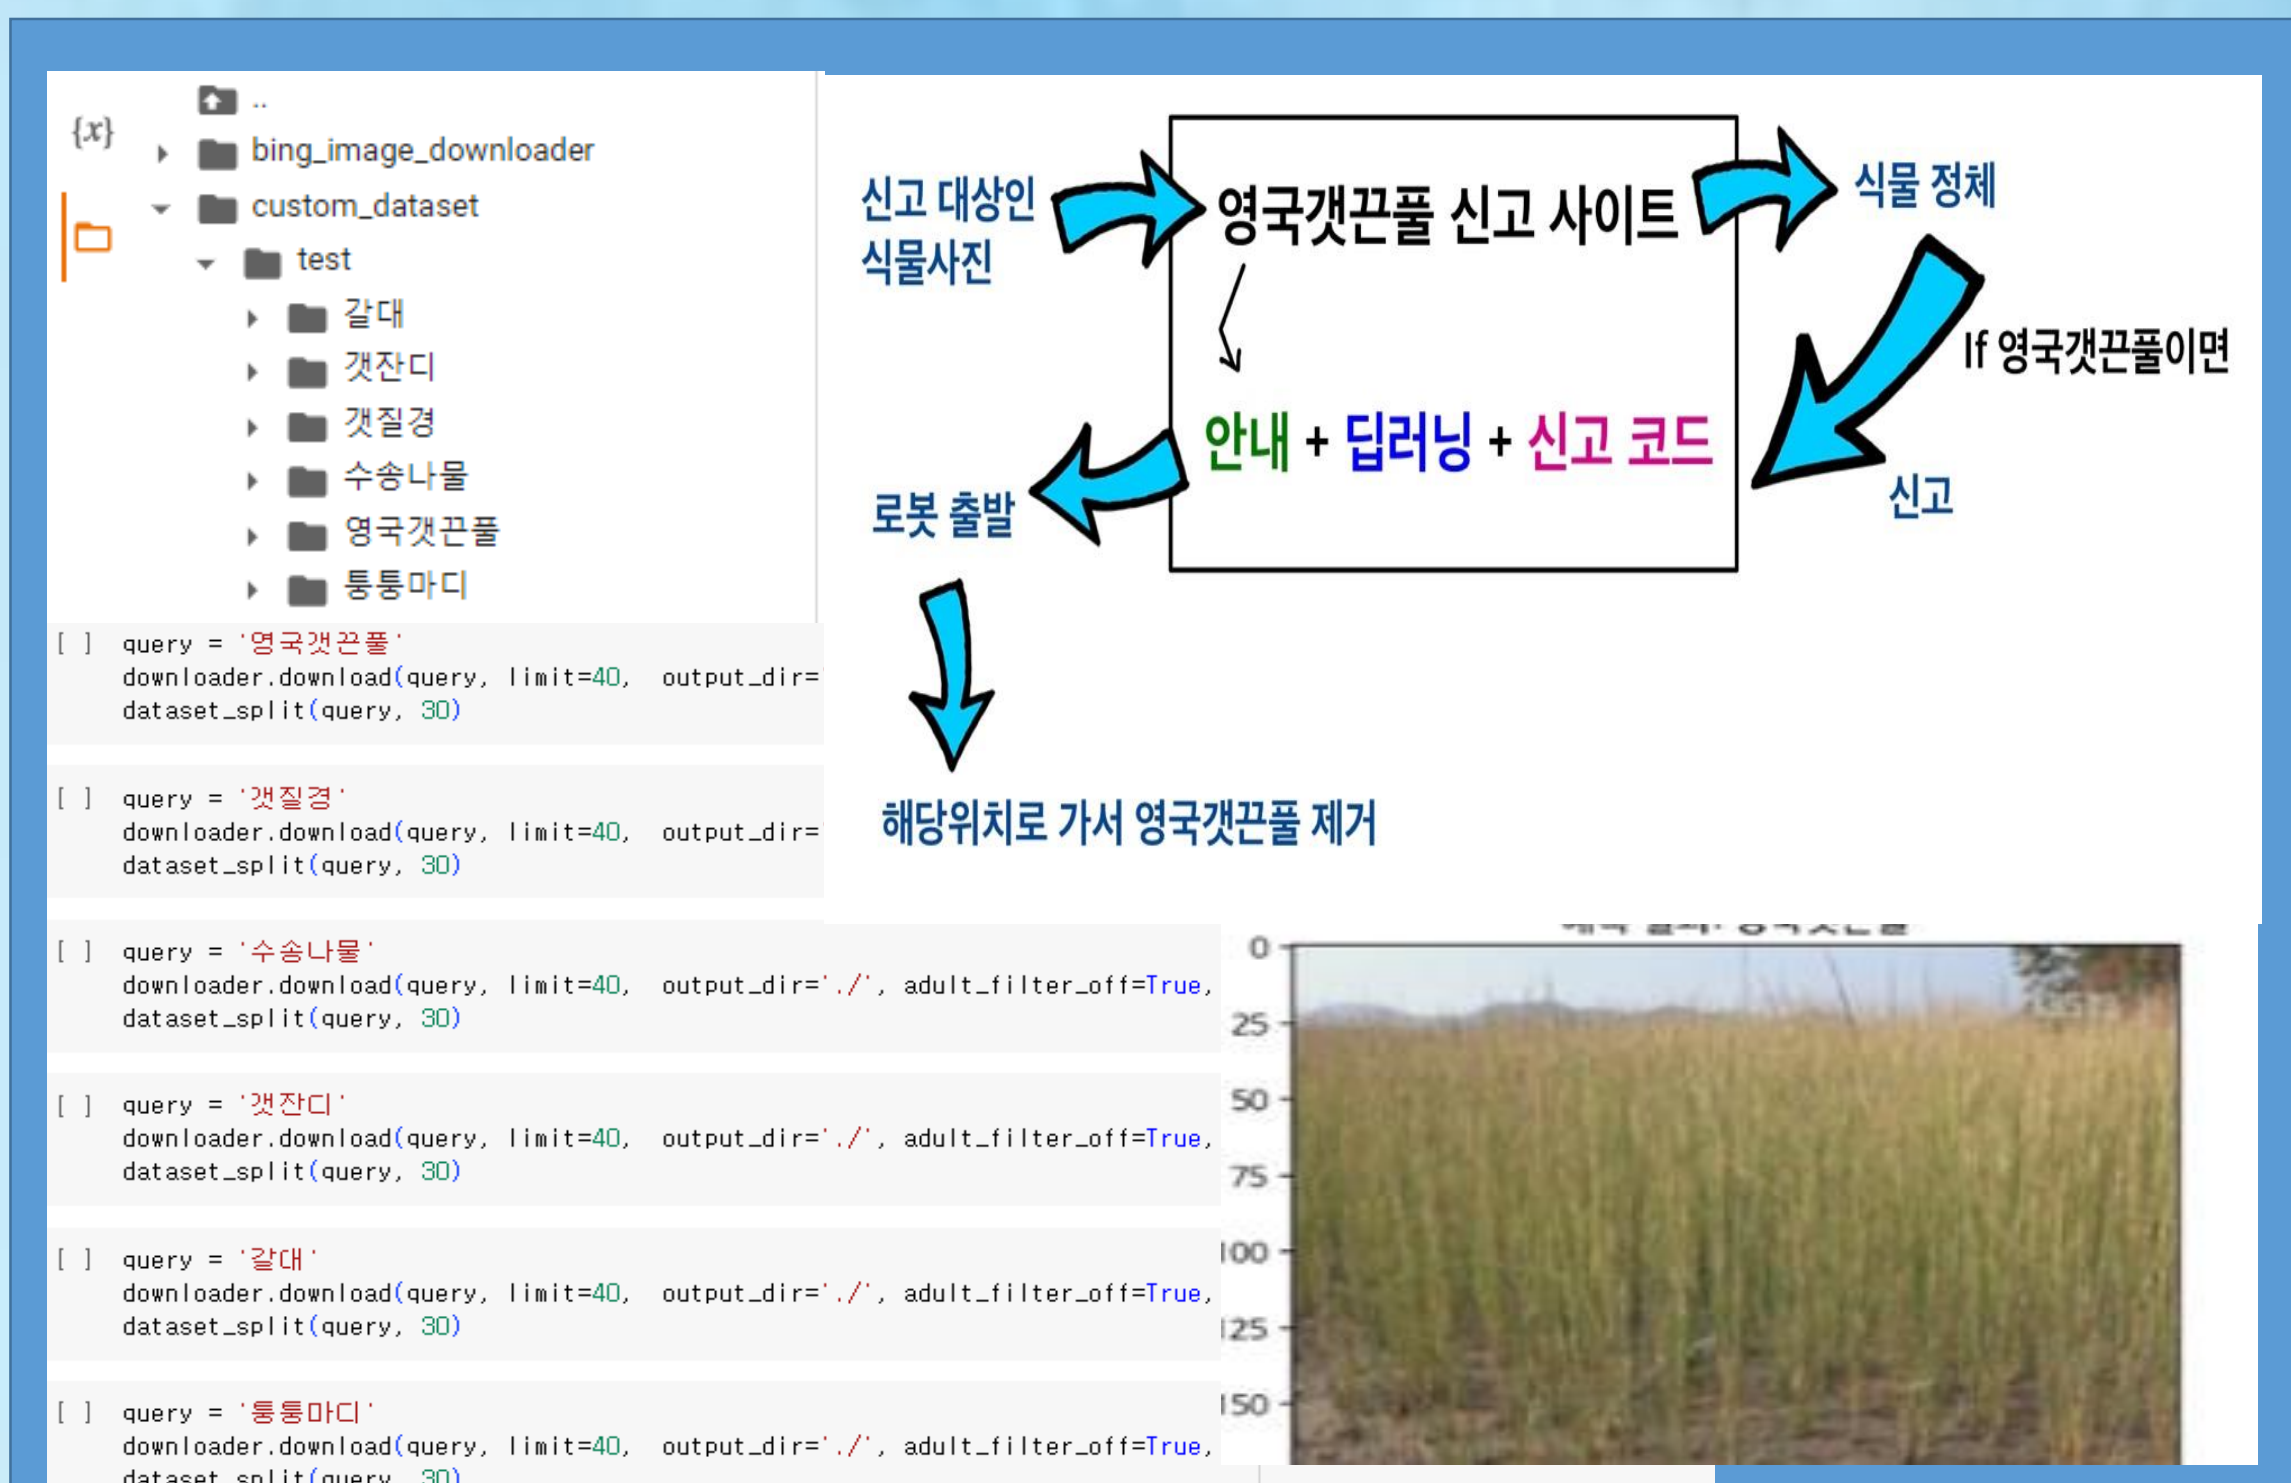 {x}
..
bing_image_downloader
custom_dataset
test
갈대
갯잔디
갯질경
수송나물
영국갯끈풀
퉁퉁마디
신고 대상인
식물사진
영국갯끈풀 신고 사이트
식물 정체
If 영국갯끈풀이면
안내 + 딥러닝 + 신고 코드
신고
로봇 출발
해당위치로 가서 영국갯끈풀 제거
[ ] query = '영국갯끈풀'
downloader.download(query, limit=40, output_dir='
dataset_split(query, 30)
[ ] query = '갯질경'
downloader.download(query, limit=40, output_dir='
dataset_split(query, 30)
[ ] query = '수송나물'
downloader.download(query, limit=40, output_dir='./', adult_filter_off=True,
dataset_split(query, 30)
[ ] query = '갯잔디'
downloader.download(query, limit=40, output_dir='./', adult_filter_off=True,
dataset_split(query, 30)
[ ] query = '갈대'
downloader.download(query, limit=40, output_dir='./', adult_filter_off=True,
dataset_split(query, 30)
[ ] query = '퉁퉁마디'
downloader.download(query, limit=40, output_dir='./', adult_filter_off=True,
dataset_split(query, 30)
0
25
50
75
100
125
150